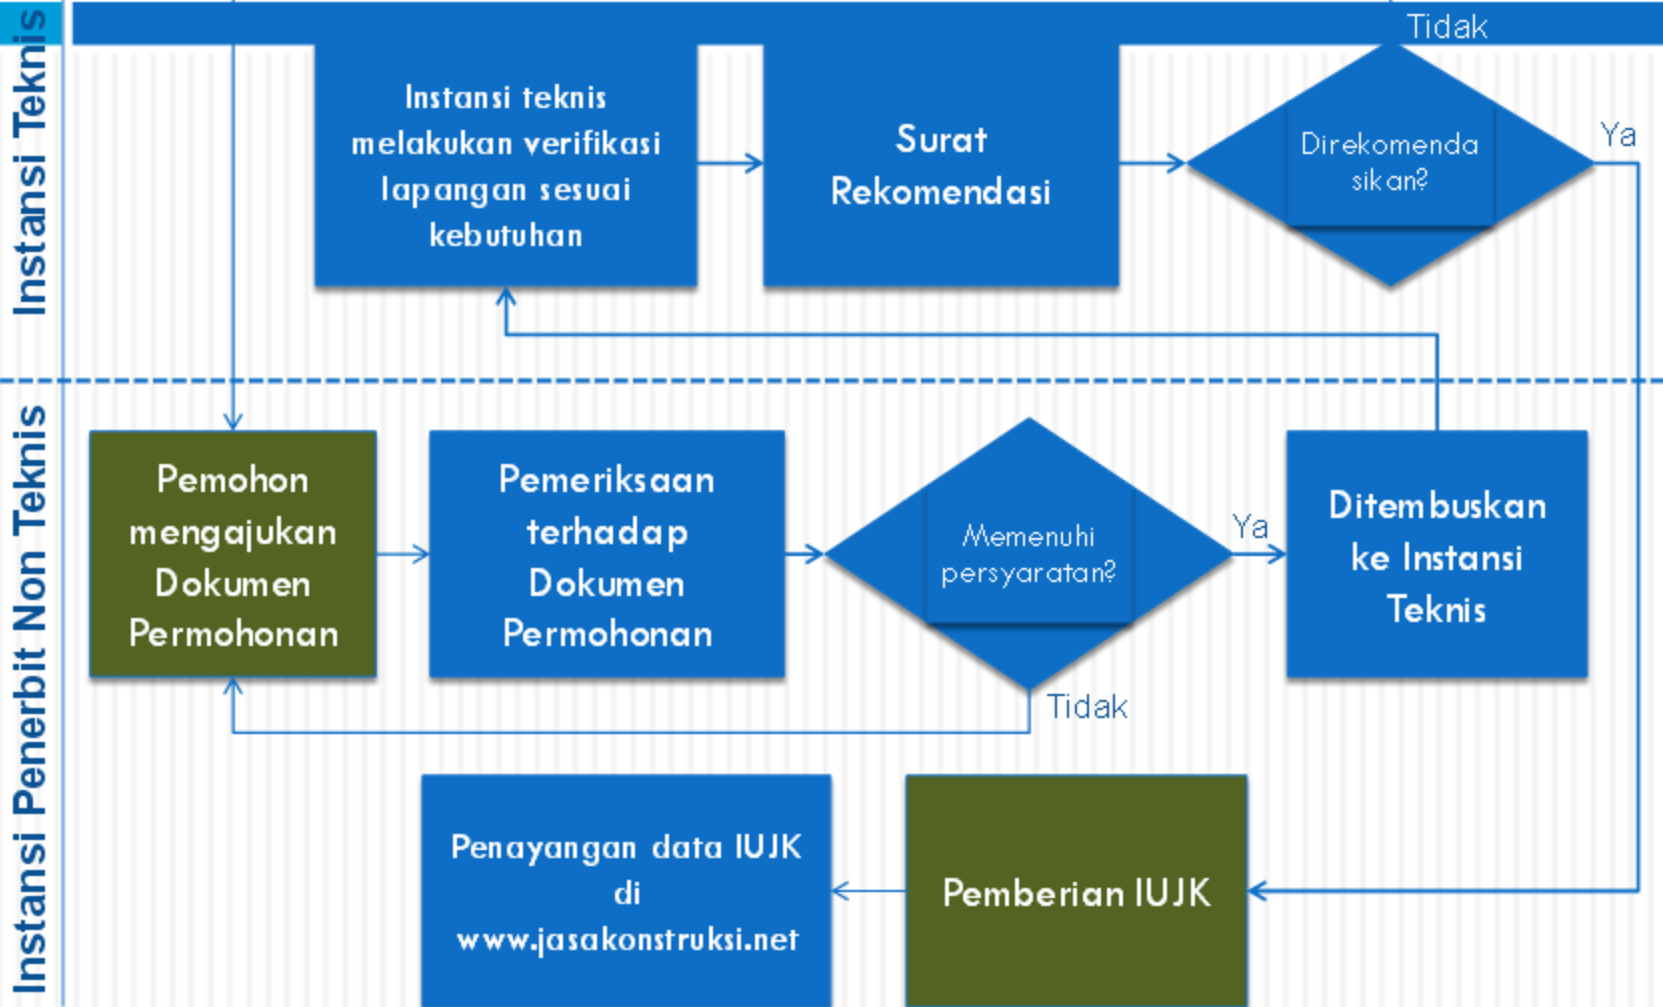 Instansi Teknis
Tidak
Instansi teknis
melakukan verifikasi
lapangan sesuai
kebutuhan
Surat
Rekomendasi
Direkomenda
sikan?
Ya
Instansi Penerbit Non Teknis
Pemohon
mengajukan
Dokumen
Permohonan
Pemeriksaan
terhadap
Dokumen
Permohonan
Memenuhi
persyaratan?
Ya
Ditembuskan
ke Instansi
Teknis
Tidak
Penayangan data IUJK
di
www.jasakonstruksi.net
Pemberian IUJK